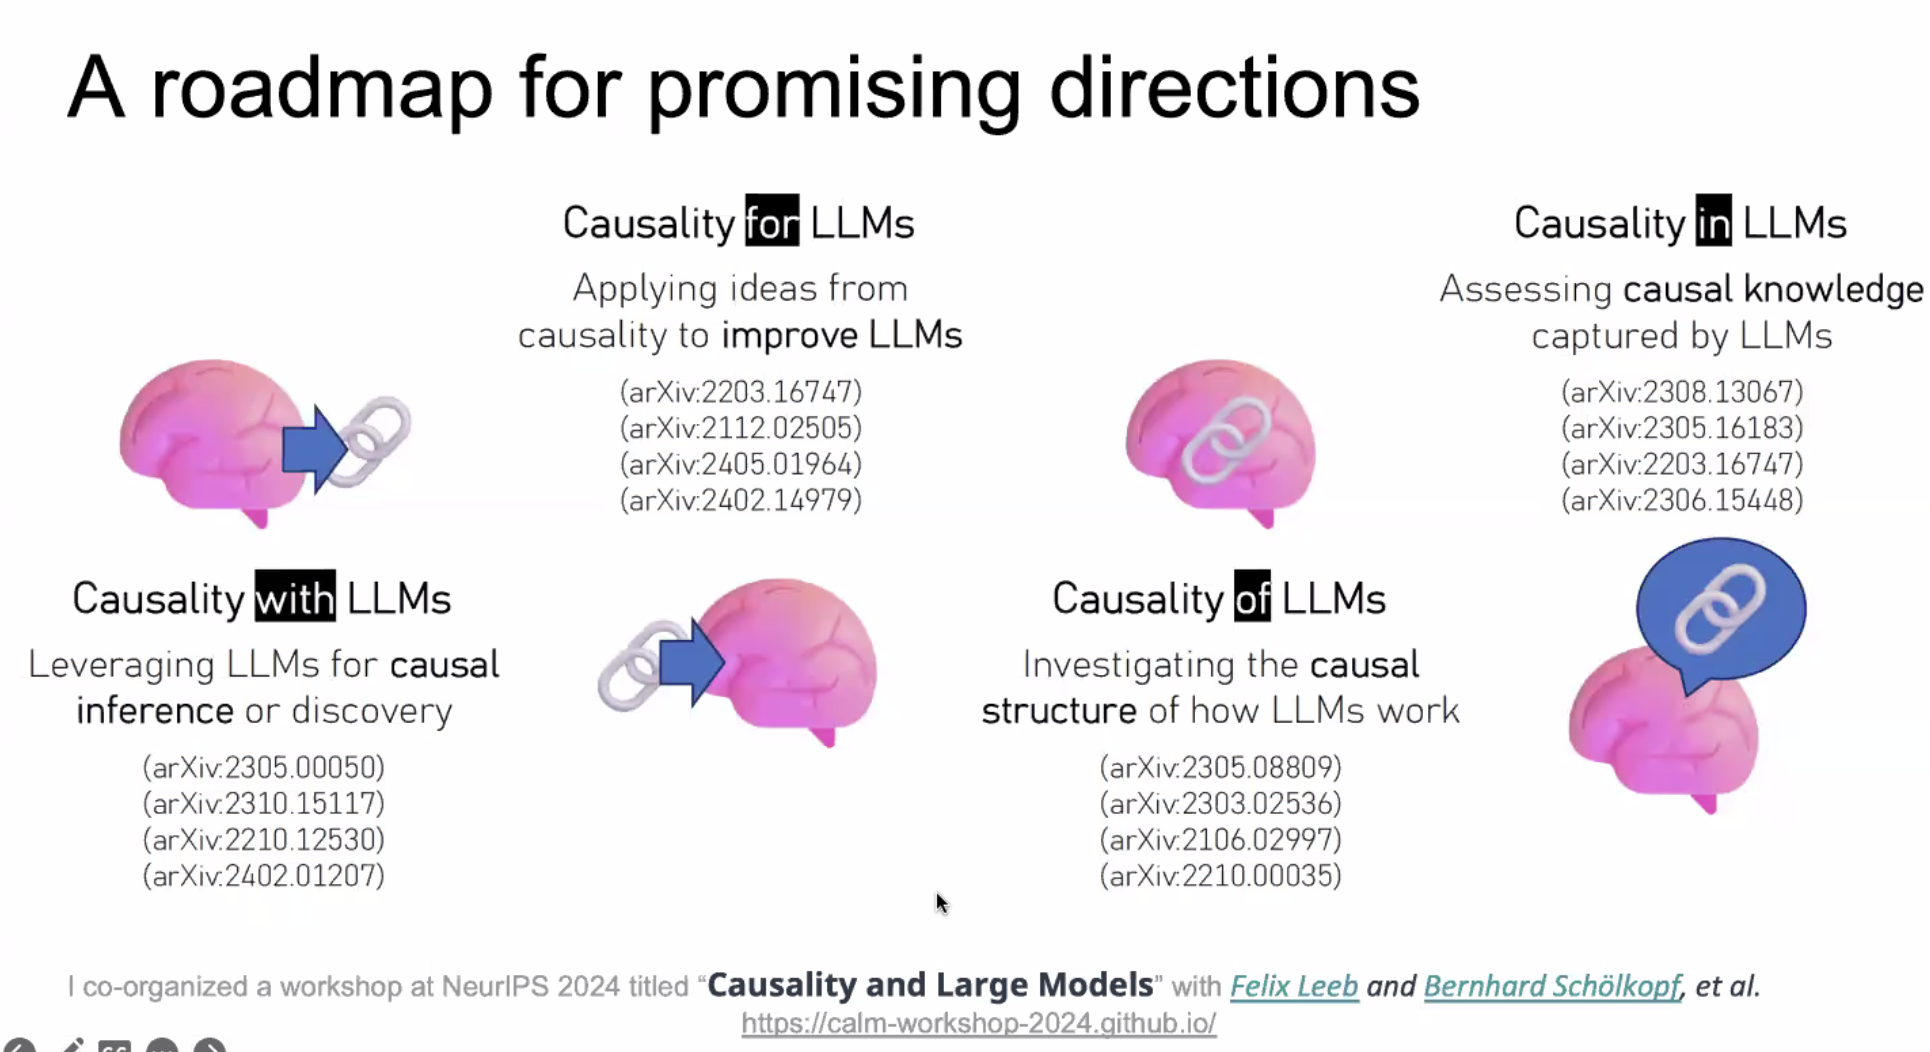 A roadmap for promising directions
Causality for LLMs
Applying ideas from
causality to improve LLMs
(arXiv:2203.16747)
(arXiv:2112.02505)
(arXiv:2405.01964)
(arXiv:2402.14979)
Causality in LLMs
Assessing causal knowledge
captured by LLMs
(arXiv:2308.13067)
(arXiv:2305.16183)
(arXiv:2203.16747)
(arXiv:2306.15448)
Causality with LLMs
Leveraging LLMs for causal
inference or discovery
(arXiv:2305.00050)
(arXiv:2310.15117)
(arXiv:2210.12530)
(arXiv:2402.01207)
Causality of LLMs
Investigating the causal
structure of how LLMs work
(arXiv:2305.08809)
(arXiv:2303.02536)
(arXiv:2106.02997)
(arXiv:2210.00035)
I co-organized a workshop at NeurIPS 2024 titled “Causality and Large Models” with Felix Leeb and Bernhard Schölkopf, et al.
https://calm-workshop-2024.github.io/